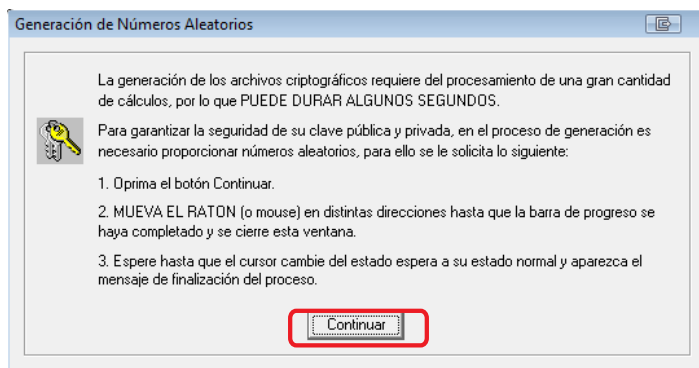 Generación de Números Aleatorios
La generación de los archivos criptográficos requiere del procesamiento de una gran cantidad
de cálculos, por lo que PUEDE DURAR ALGUNOS SEGUNDOS.
Para garantizar la seguridad de su clave pública y privada, en el proceso de generación es
necesario proporcionar números aleatorios, para ello se le solicita lo siguiente:
1. Oprima el botón Continuar.
2. MUEVA EL RATON (o mouse) en distintas direcciones hasta que la barra de progreso se
haya completado y se cierre esta ventana.
3. Espere hasta que el cursor cambie del estado espera a su estado normal y aparezca el
mensaje de finalización del proceso.
Continuar